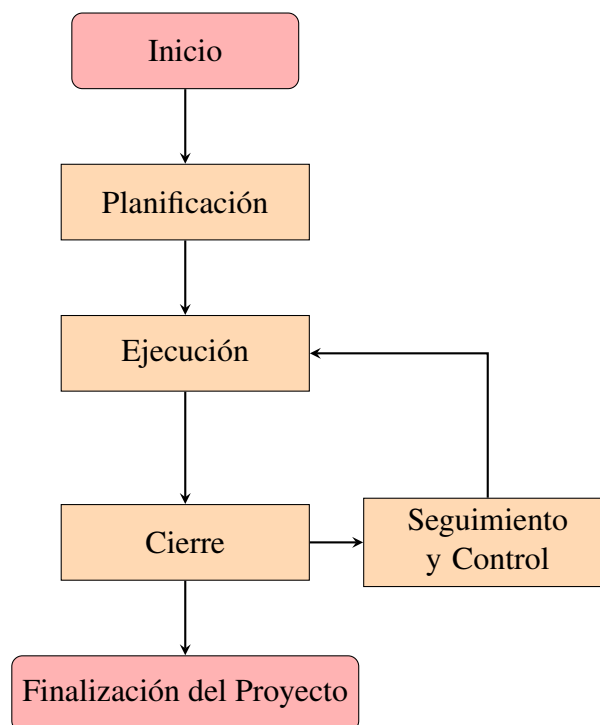 Inicio
Planificación
Ejecución
Cierre
Seguimiento
y Control
Finalización del Proyecto